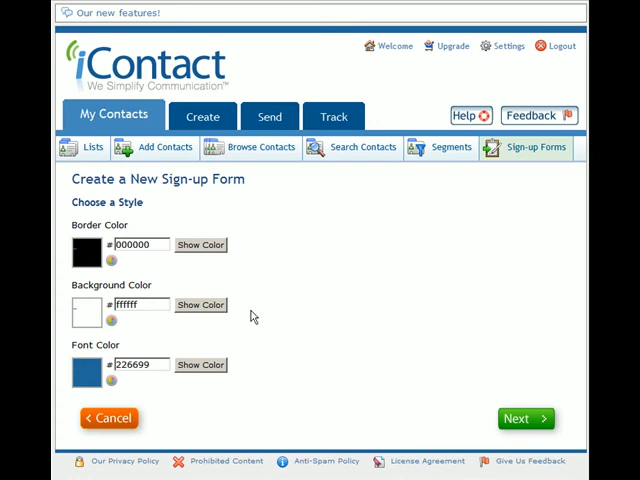 Our new features!
iContact
We Simplify Communication™
Welcome Upgrade Settings Logout
My Contacts Create Send Track Help Feedback
Lists Add Contacts Browse Contacts Search Contacts Segments Sign-up Forms
Create a New Sign-up Form
Choose a Style
Border Color
# 000000 Show Color
Background Color
# ffffff Show Color
Font Color
# 226699 Show Color
< Cancel Next >
Our Privacy Policy Prohibited Content Anti-Spam Policy License Agreement Give Us Feedback